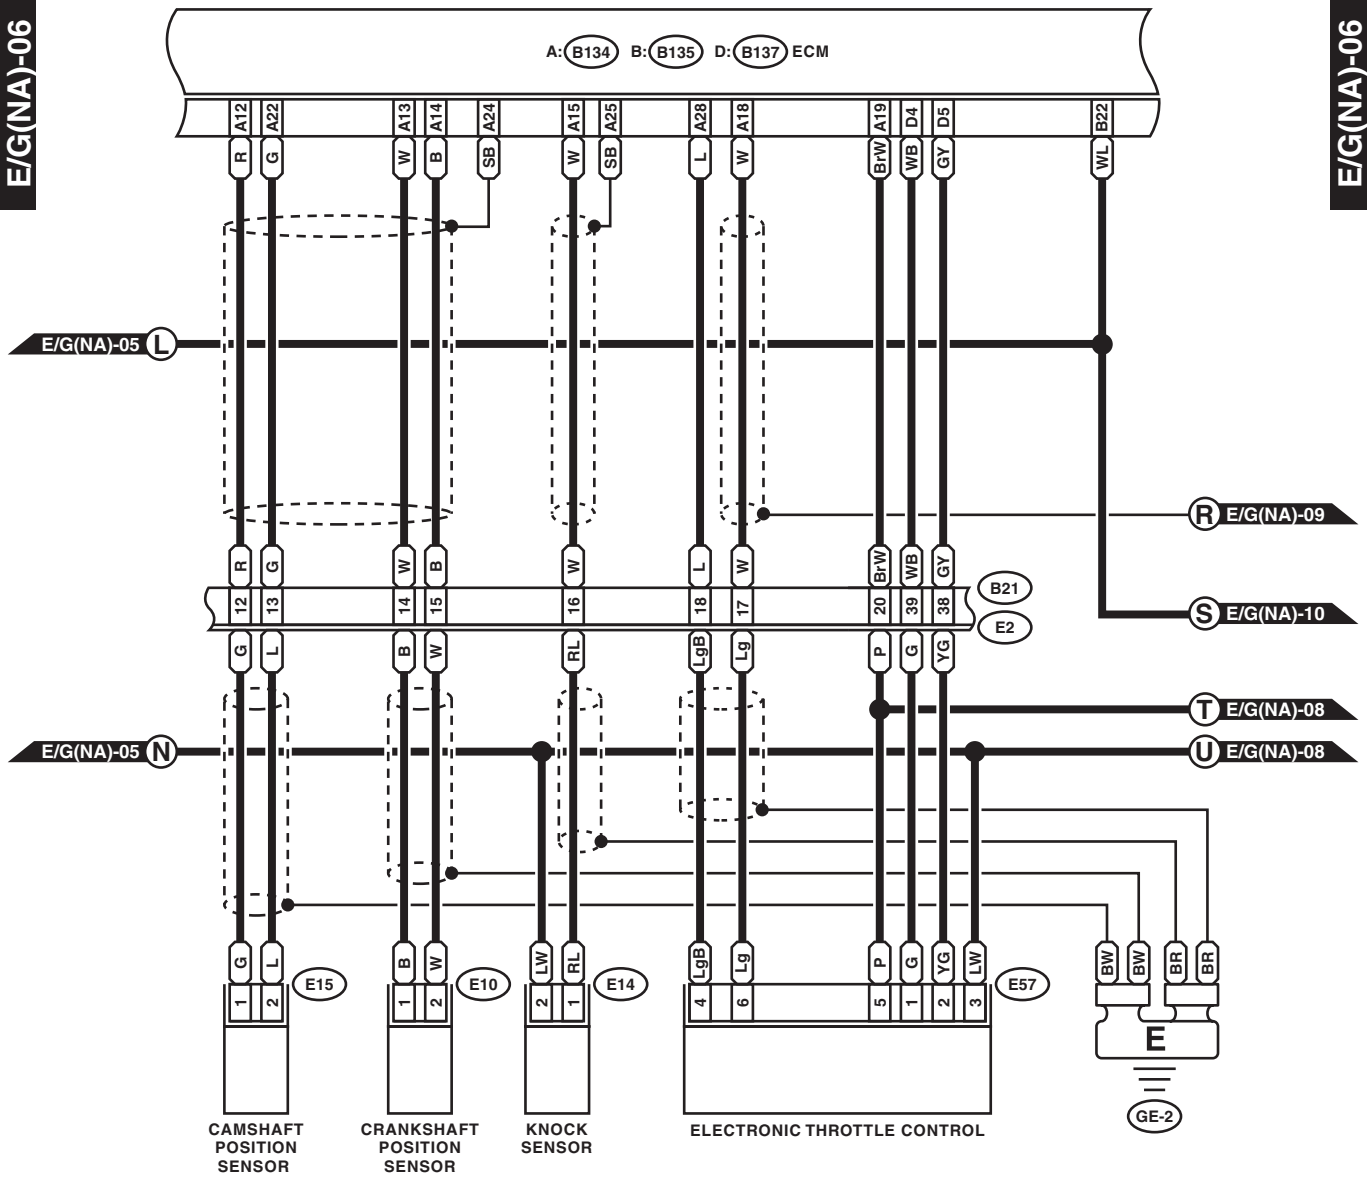 E/G(NA)-06
E/G(NA)-06
A: B134 B: B135 D: B137 ECM
A12 A22 A13 A14 A24 A15 A25 A28 A18 A19 D4 D5 B22
R G W B SB W SB L W BrW WB GY WL
E/G(NA)-05 L
R E/G(NA)-09
R G W B W L W BrW WB GY
B21
12 13 14 15 16 18 17 20 39 38
S E/G(NA)-10
E2
G L B W RL LgB Lg P G YG
T E/G(NA)-08
E/G(NA)-05 N
U E/G(NA)-08
G L B W LW RL LgB Lg P G YG LW BW BW BR BR
E15 E10 E14 E57
1 2 1 2 2 1 4 6 5 1 2 3
E
GE-2
CAMSHAFT
POSITION
SENSOR
CRANKSHAFT
POSITION
SENSOR
KNOCK
SENSOR
ELECTRONIC THROTTLE CONTROL